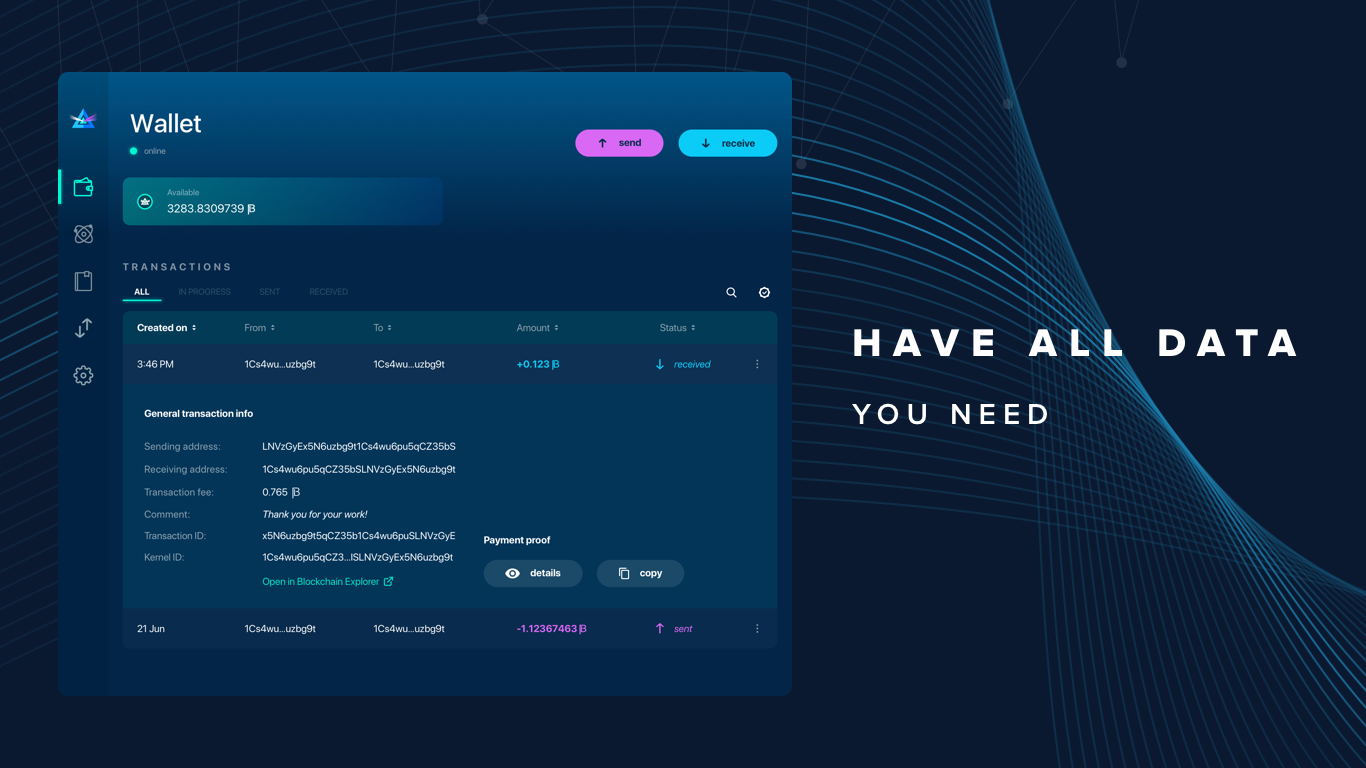 Wallet
online
send
receive
Available
3283.8309739
TRANSACTIONS
ALL IN PROGRESS SENT RECEIVED
Created on From To Amount Status
3:46 PM 1Cs4wu...uzbg9t 1Cs4wu...uzbg9t +0.123 received
General transaction info
Sending address: LNVzGyEx5N6uzbg9t1Cs4wu6pu5qCZ35bS
Receiving address: 1Cs4wu6pu5qCZ35bSLNVzGyEx5N6uzbg9t
Transaction fee: 0.765
Comment: Thank you for your work!
Transaction ID: x5N6uzbg9t5qCZ35b1Cs4wu6puSLNVzGyE
Kernel ID: 1Cs4wu6pu5qCZ3...ISLNVzGyEx5N6uzbg9t
Open in Blockchain Explorer
Payment proof
details copy
21 Jun 1Cs4wu...uzbg9t 1Cs4wu...uzbg9t -1.12367463 sent
HAVE ALL DATA
YOU NEED